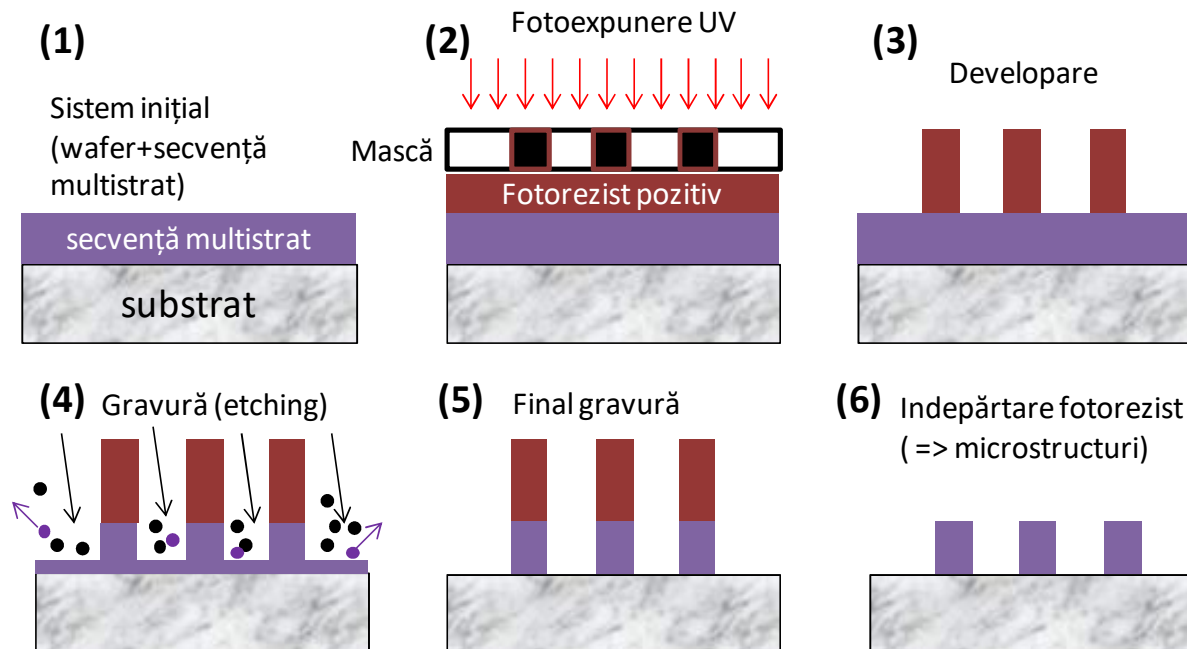 (1)
Sistem inițial
(wafer+secvență
multistrat)
secvență multistrat
substrat
(2)
Fotoexpunere UV
Mască
Fotorezist pozitiv
(3)
Developare
(4)
Gravură (etching)
(5)
Final gravură
(6)
Indepărtare fotorezist
( => microstructuri)